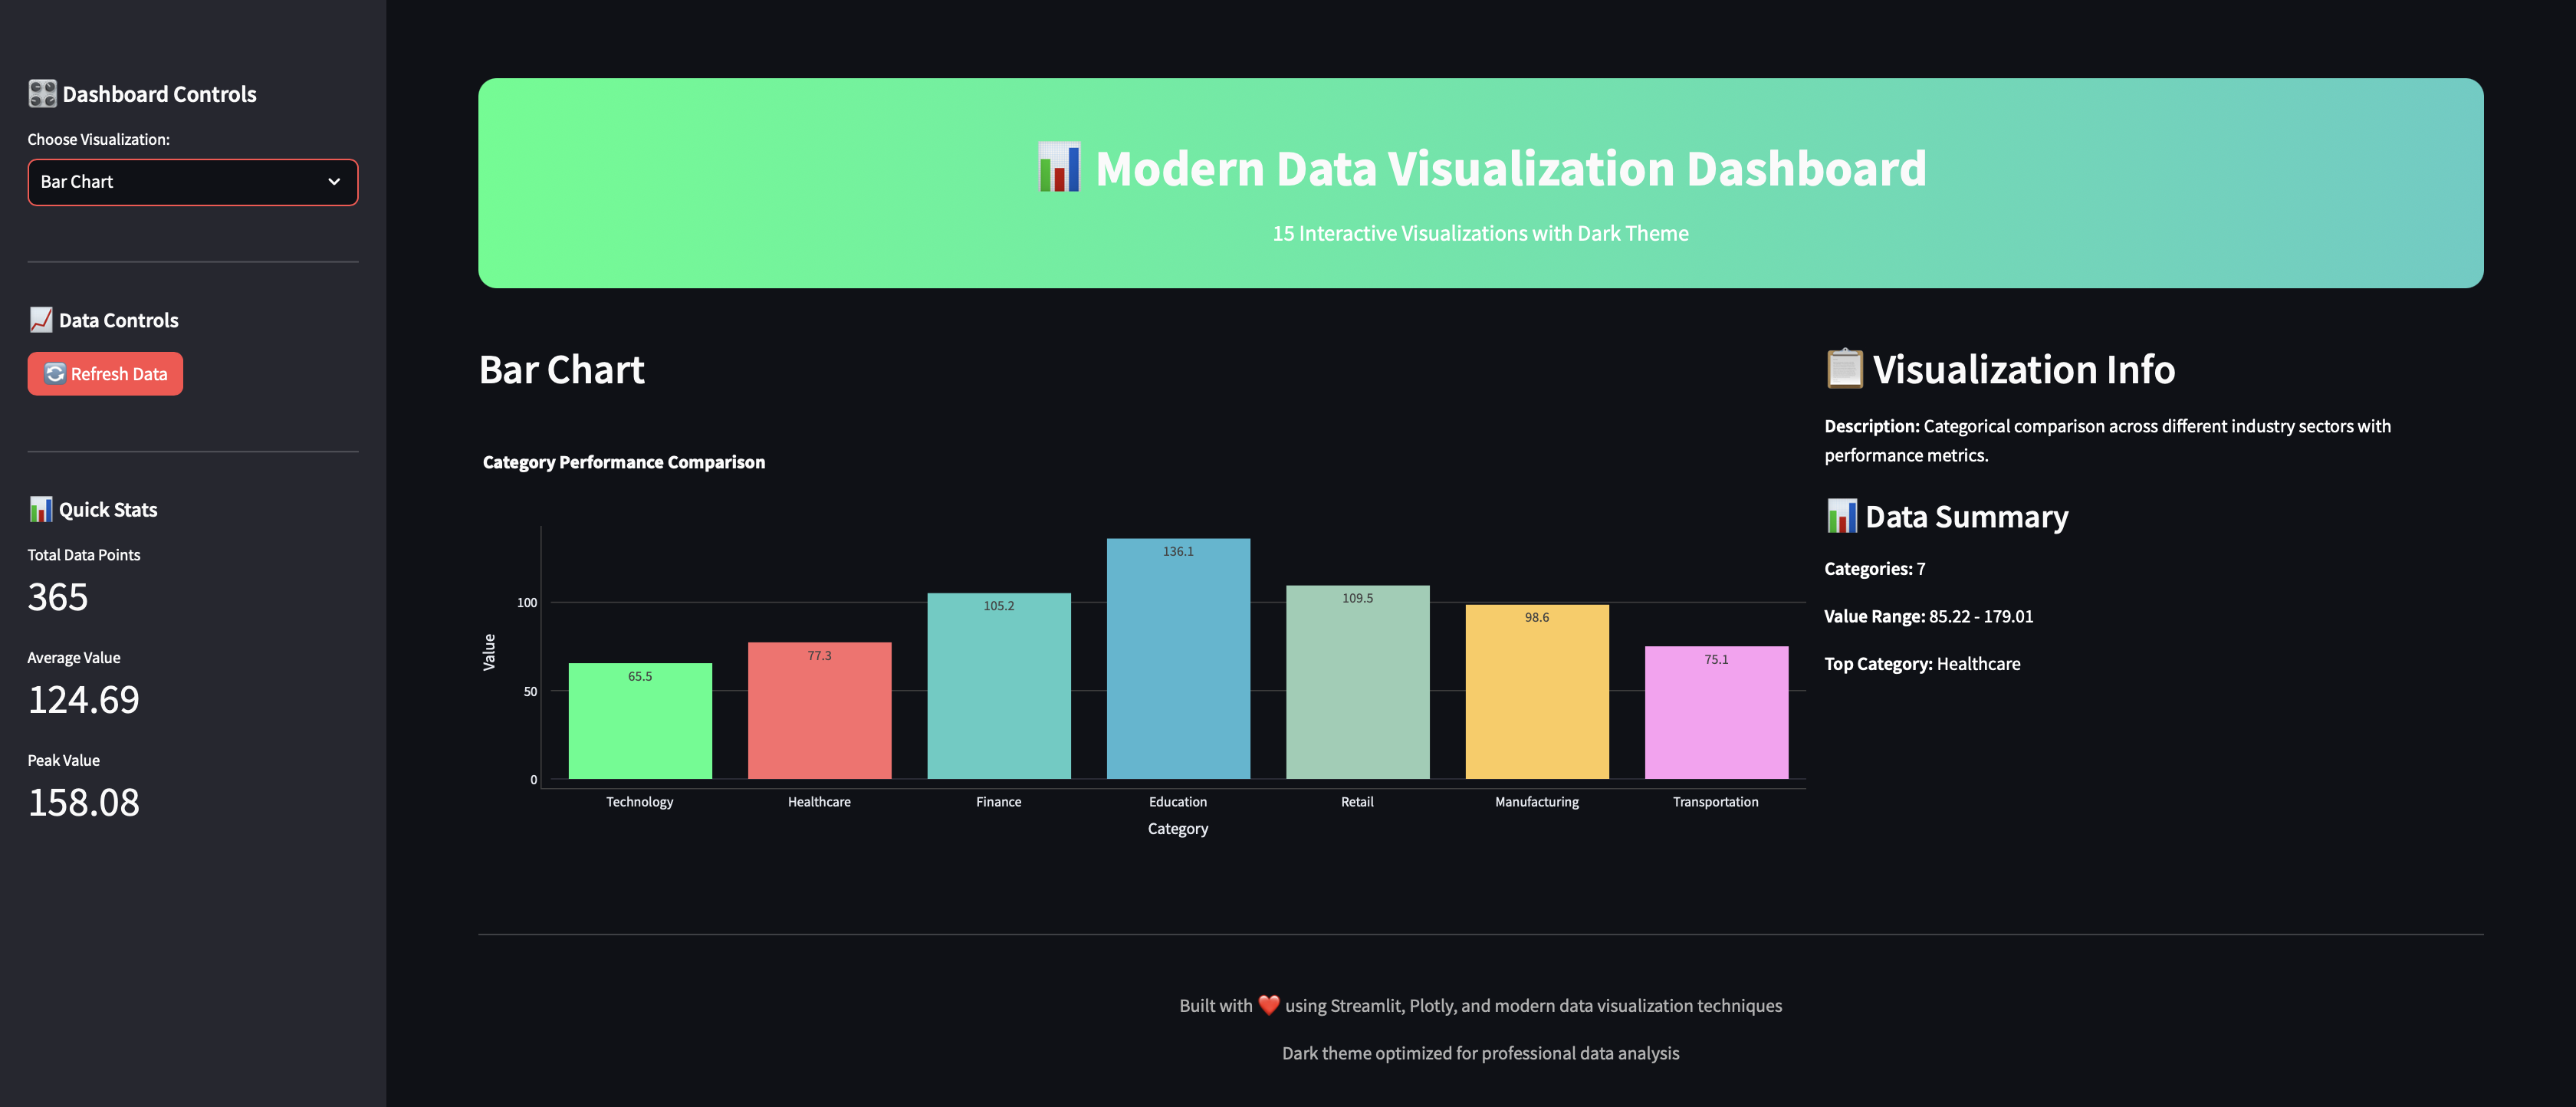 Dashboard Controls
Choose Visualization:
Bar Chart
Data Controls
Refresh Data
Quick Stats
Total Data Points
365
Average Value
124.69
Peak Value
158.08
Modern Data Visualization Dashboard
15 Interactive Visualizations with Dark Theme
Bar Chart
Category Performance Comparison
Value
100
50
0
65.5
77.3
105.2
136.1
109.5
98.6
75.1
Technology
Healthcare
Finance
Education
Retail
Manufacturing
Transportation
Category
Visualization Info
Description: Categorical comparison across different industry sectors with
performance metrics.
Data Summary
Categories: 7
Value Range: 85.22 - 179.01
Top Category: Healthcare
Built with ❤️ using Streamlit, Plotly, and modern data visualization techniques
Dark theme optimized for professional data analysis